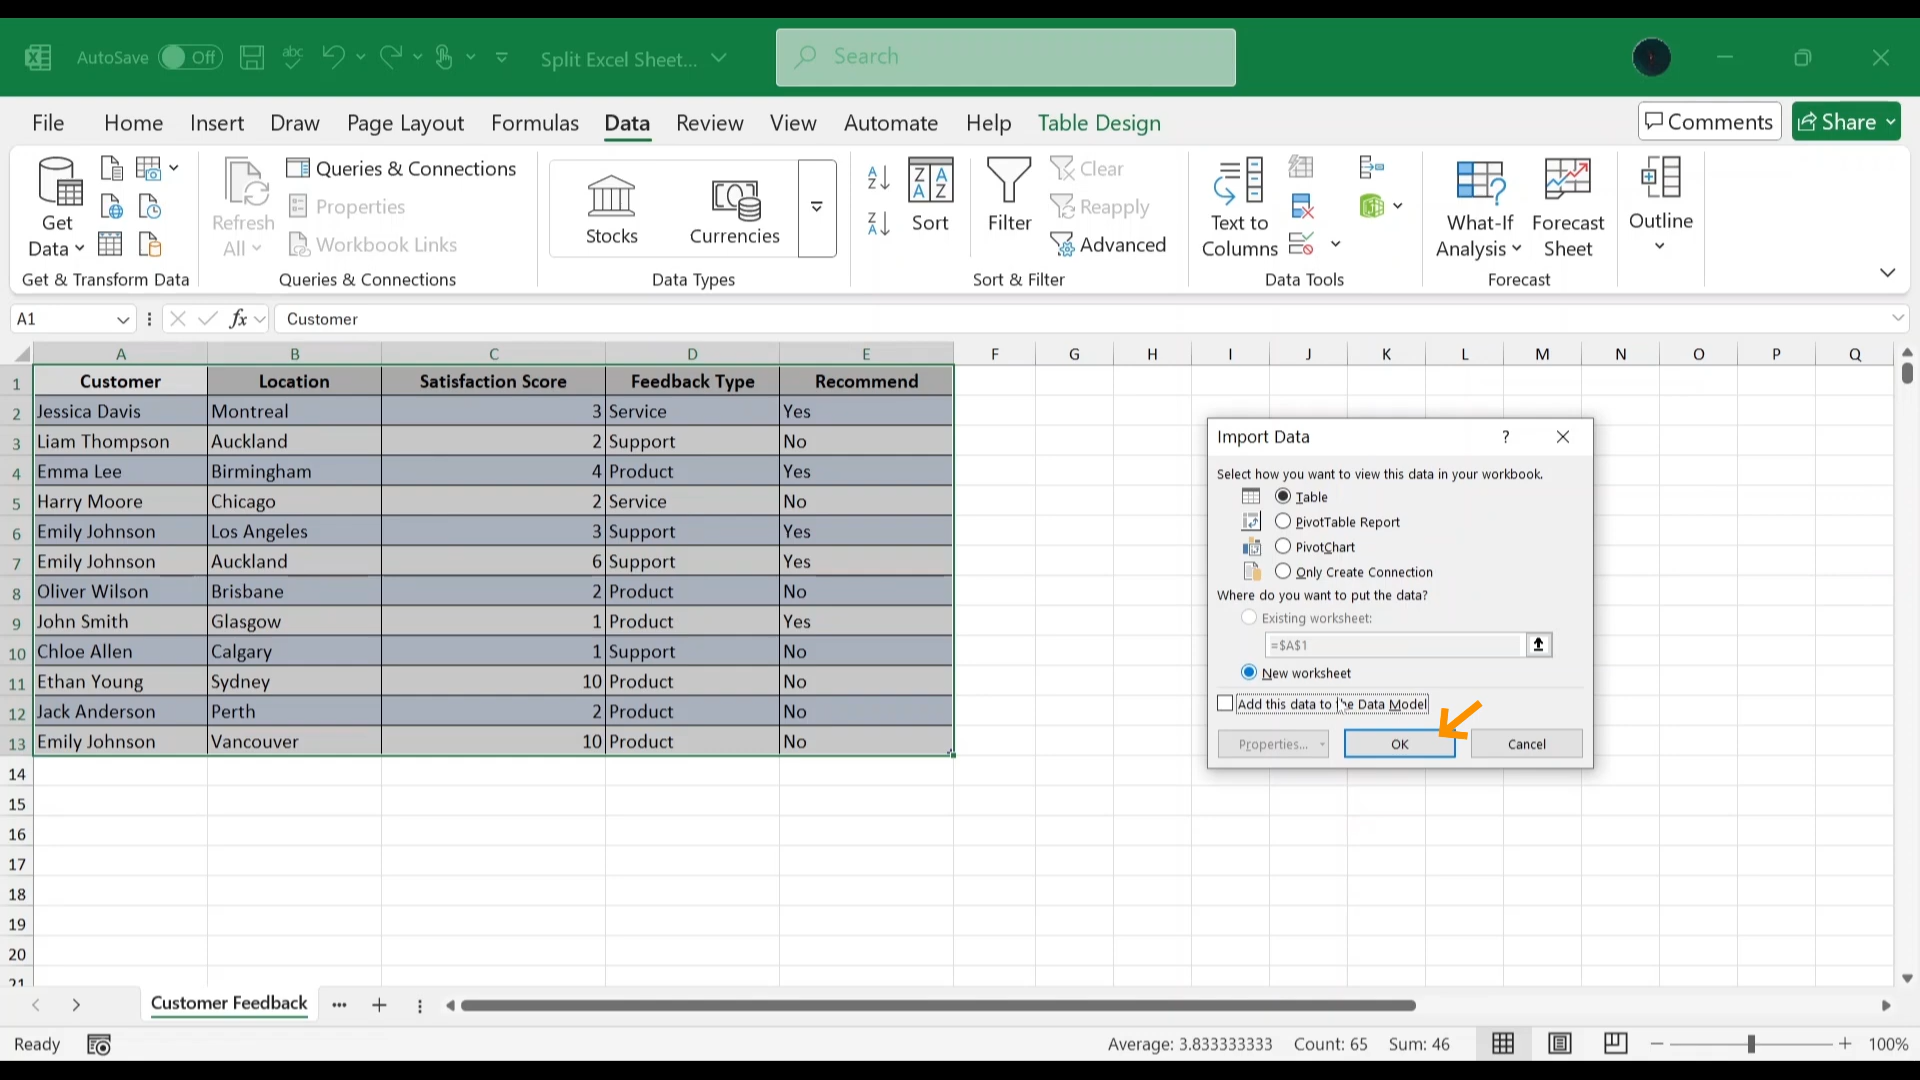 AutoSave Off Split Excel Sheet... Search
File Home Insert Draw Page Layout Formulas Data Review View Automate Help Table Design Comments Share
Get Data
Get & Transform Data
Refresh All
Queries & Connections
Properties
Workbook Links
Queries & Connections
Stocks
Currencies
Data Types
Sort
Filter
Clear
Reapply
Advanced
Sort & Filter
Text to Columns
Data Tools
What-If Analysis
Forecast Sheet
Forecast
Outline
A1 fx Customer
A B C D E F G H I J K L M N O P Q
1 Customer Location Satisfaction Score Feedback Type Recommend
2 Jessica Davis Montreal 3 Service Yes
3 Liam Thompson Auckland 2 Support No
4 Emma Lee Birmingham 4 Product Yes
5 Harry Moore Chicago 2 Service No
6 Emily Johnson Los Angeles 3 Support Yes
7 Emily Johnson Auckland 6 Support Yes
8 Oliver Wilson Brisbane 2 Product No
9 John Smith Glasgow 1 Product Yes
10 Chloe Allen Calgary 1 Support No
11 Ethan Young Sydney 10 Product No
12 Jack Anderson Perth 2 Product No
13 Emily Johnson Vancouver 10 Product No
14
15
16
17
18
19
20
21
Import Data ?
Select how you want to view this data in your workbook.
Table
PivotTable Report
PivotChart
Only Create Connection
Where do you want to put the data?
Existing worksheet:
=$A$1
New worksheet
Add this data to the Data Model
Properties... OK Cancel
Customer Feedback ...
Ready Average: 3.833333333 Count: 65 Sum: 46 100%